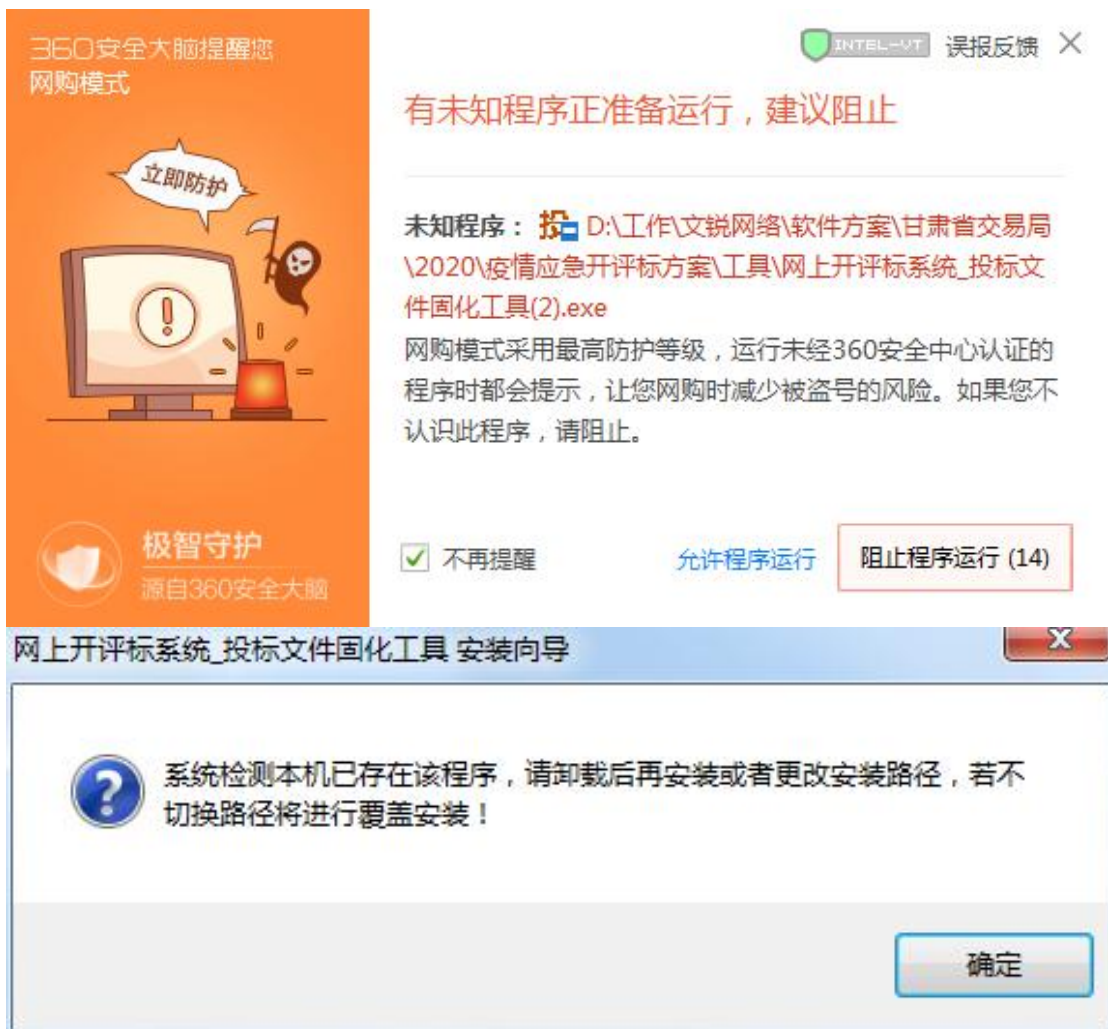 360安全大脑提醒您
网购模式
INTEL-VT 误报反馈
有未知程序正准备运行，建议阻止
立即防护
未知程序： 投 D:\工作\文锐网络\软件方案\甘肃省交易局
\2020\疫情应急开评标方案\工具\网上开评标系统_投标文
件固化工具(2).exe
网购模式采用最高防护等级，运行未经360安全中心认证的
程序时都会提示，让您网购时减少被盗号的风险。如果您不
认识此程序，请阻止。
极智守护
源自360安全大脑
不再提醒 允许程序运行 阻止程序运行 (14)
网上开评标系统_投标文件固化工具 安装向导
系统检测本机已存在该程序，请卸载后再安装或者更改安装路径，若不
切换路径将进行覆盖安装！
确定